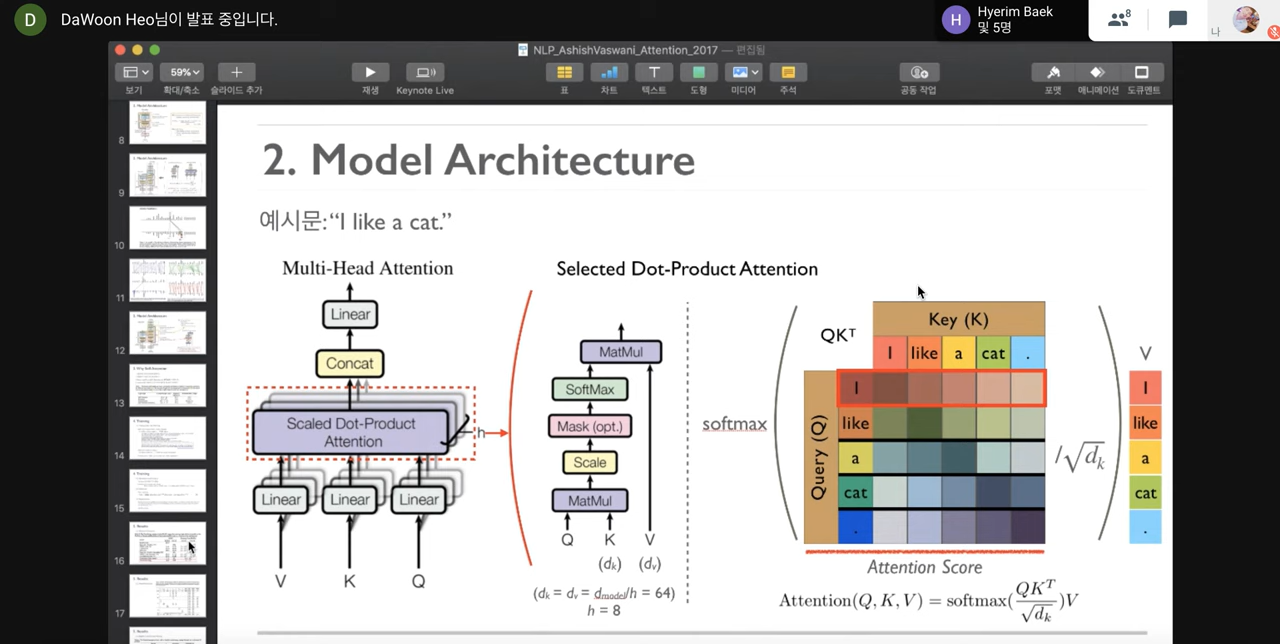 D DaWoon Heo님이 발표 중입니다.
H Hyerim Baek
및 5명
8
나
NLP_AshishVaswani_Attention_2017 — 편집됨
59%
보기 확대/축소 슬라이드 추가 재생 Keynote Live 표 차트 텍스트 도형 미디어 주석 공동 작업 포맷 애니메이션 도큐멘트
8
9
10
11
12
13
14
15
16
17
2. Model Architecture
예시문:“I like a cat.”
Multi-Head Attention
Linear
Concat
Scaled Dot-Product
Attention
h
Linear Linear Linear
V K Q
Selected Dot-Product Attention
MatMul
SoftMax
Mask (opt.)
Scale
MatMul
Q K V
(dₖ) (dᵥ)
(dₖ = dᵥ = d_model/h = 64)
h = 8
softmax
QKᵀ
Key (K)
I like a cat .
Query (Q)
I
like
a
cat
.
/√dₖ
V
I
like
a
cat
.
Attention Score
Attention(Q, K, V) = softmax(QKᵀ/√dₖ)V